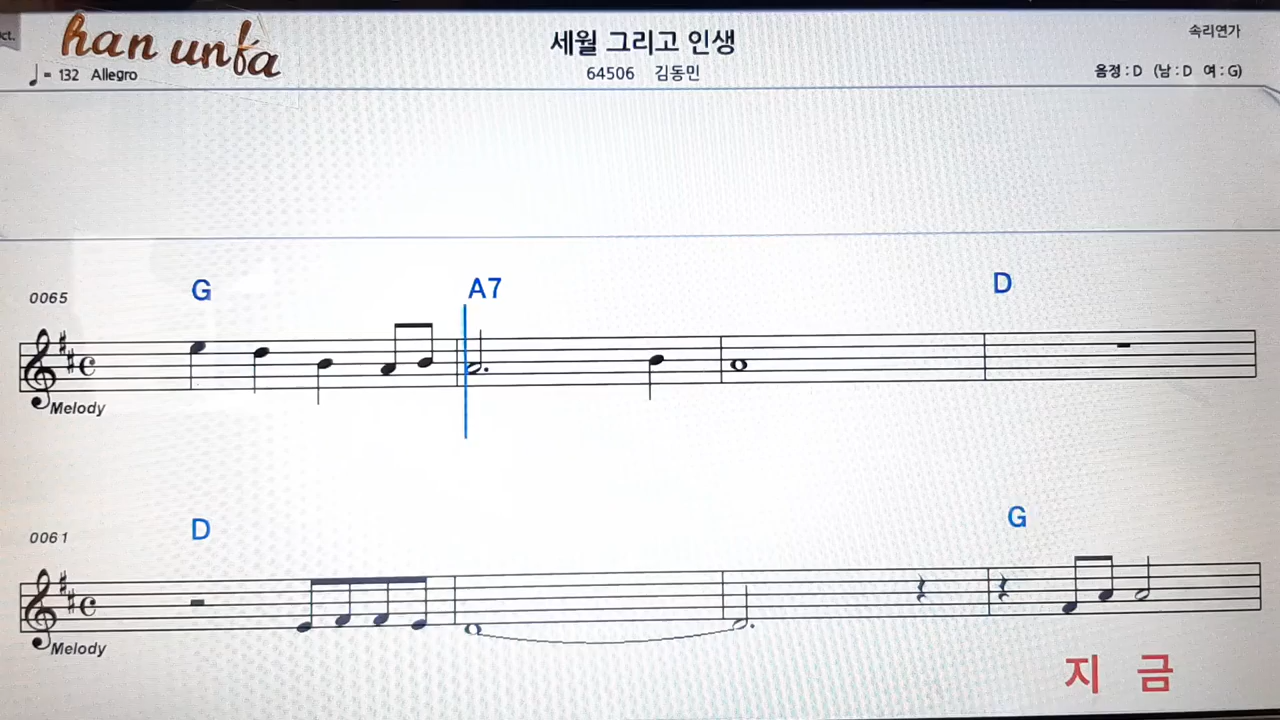 ct.
han unfa
세월 그리고 인생
속리연가
♩= 132 Allegro
64506 김동민
음정 : D (남 : D 여 : G)
G A7 D
0065
Melody
D G
0061
Melody
지 금